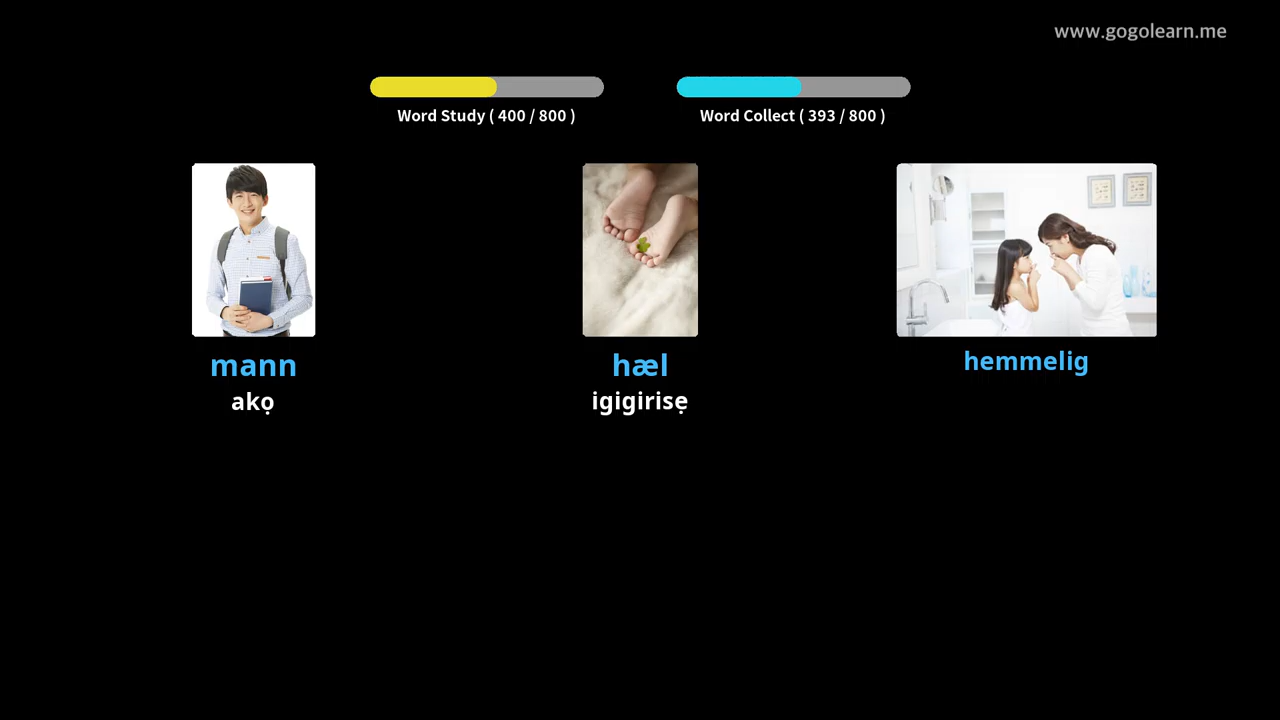 www.gogolearn.me
Word Study ( 400 / 800 )
Word Collect ( 393 / 800 )
mann
akọ
hæl
igigirisẹ
hemmelig